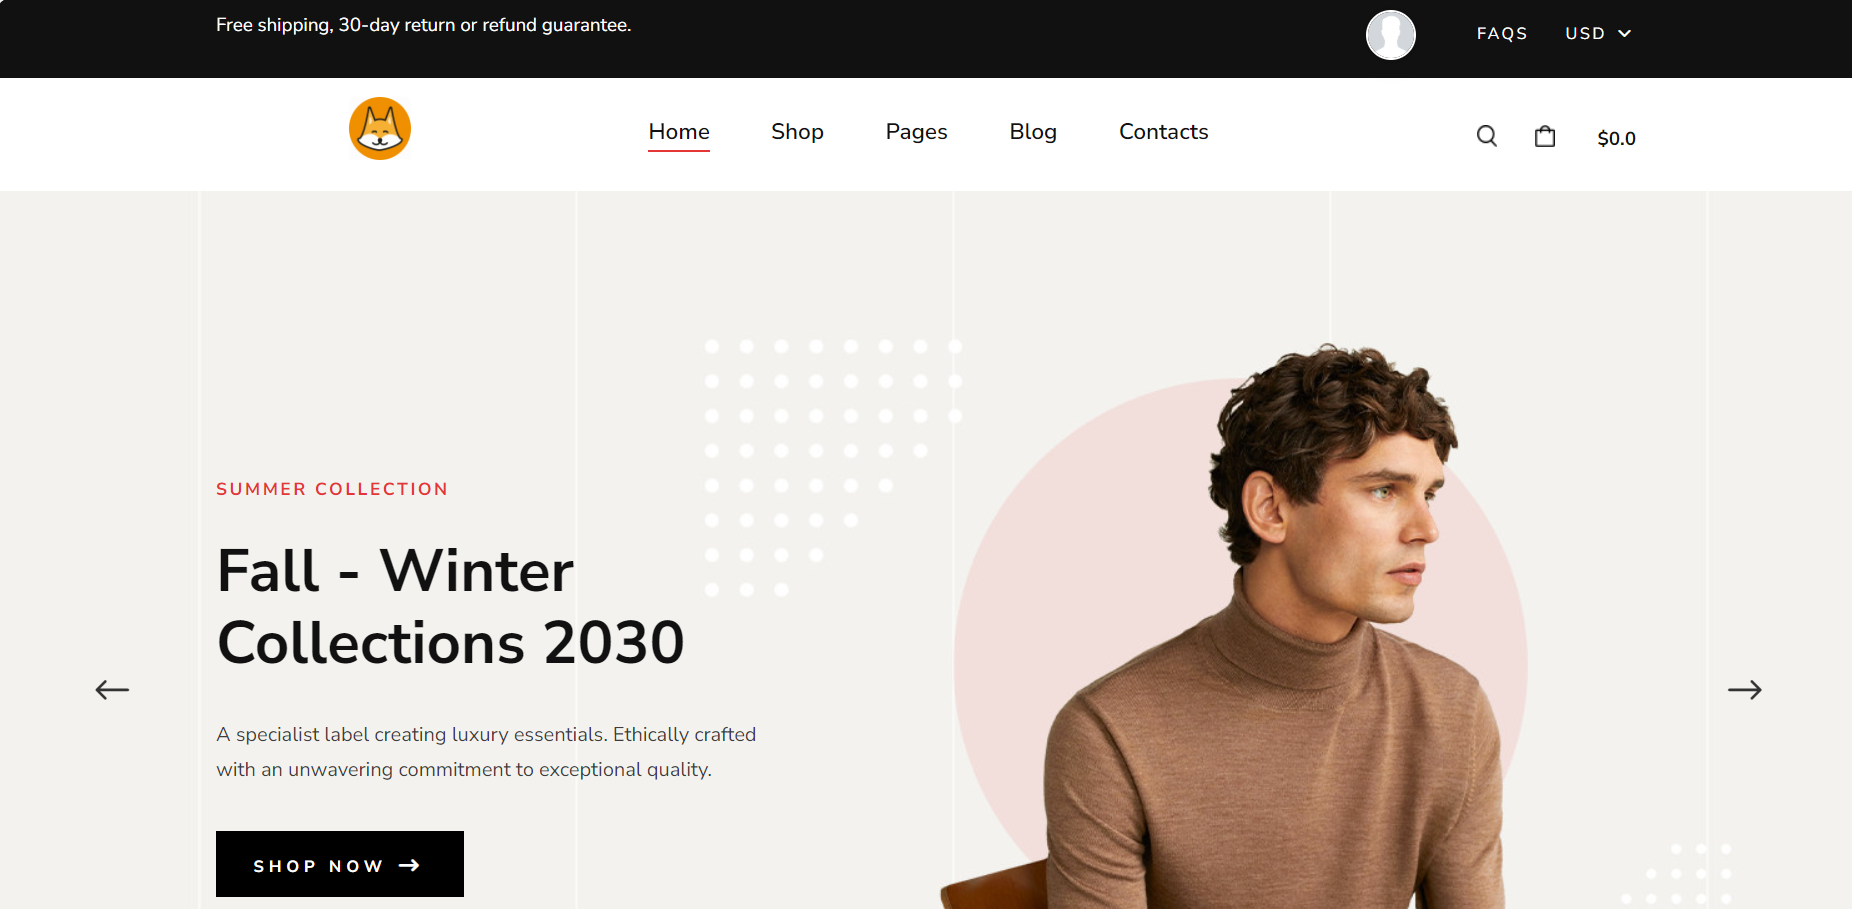 Free shipping, 30-day return or refund guarantee.
FAQS
USD
Home
Shop
Pages
Blog
Contacts
$0.0
SUMMER COLLECTION
Fall - Winter
Collections 2030
A specialist label creating luxury essentials. Ethically crafted
with an unwavering commitment to exceptional quality.
SHOP NOW